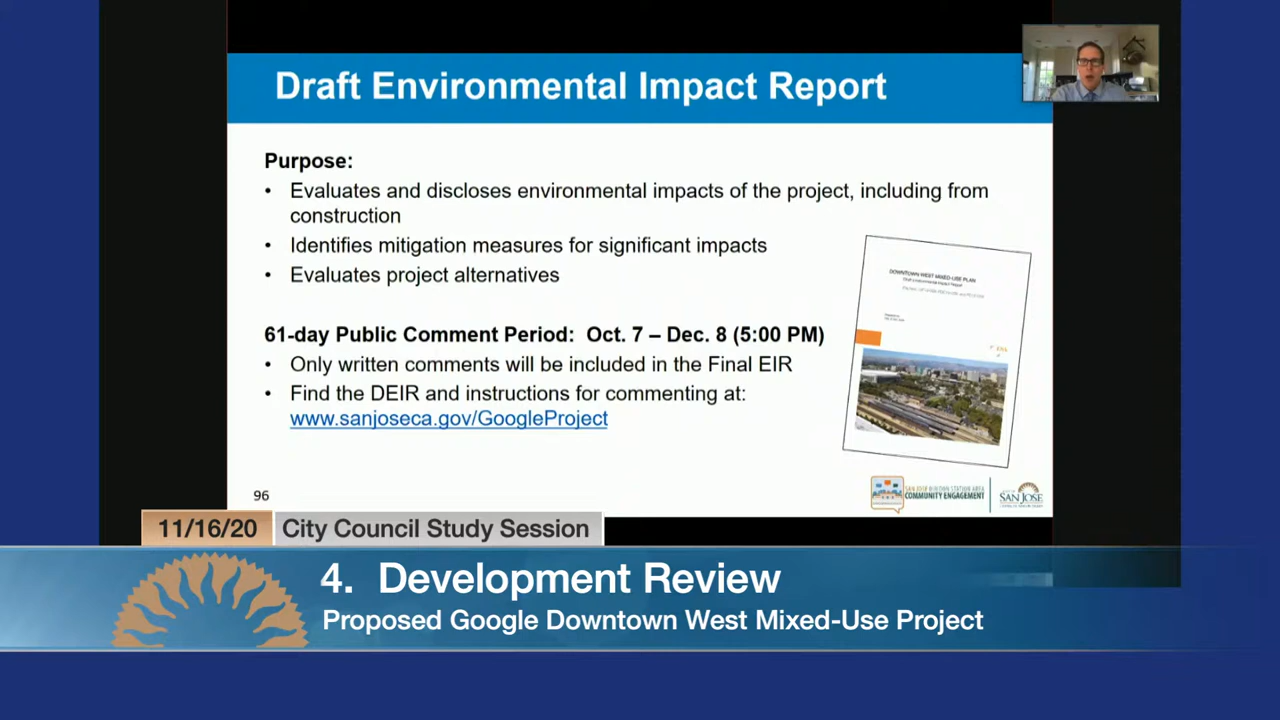 Draft Environmental Impact Report
Purpose:
• Evaluates and discloses environmental impacts of the project, including from
construction
• Identifies mitigation measures for significant impacts
• Evaluates project alternatives
DOWNTOWN WEST MIXED-USE PLAN
Draft Environmental Impact Report
61-day Public Comment Period: Oct. 7 – Dec. 8 (5:00 PM)
• Only written comments will be included in the Final EIR
• Find the DEIR and instructions for commenting at:
www.sanjoseca.gov/GoogleProject
96
COMMUNITY ENGAGEMENT
SAN JOSE
11/16/20 City Council Study Session
4. Development Review
Proposed Google Downtown West Mixed-Use Project